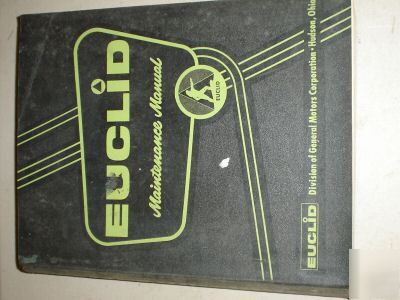 EUCLID
Maintenance Manual
EUCLID
EUCLID
Division of General Motors Corporation • Hudson, Ohio